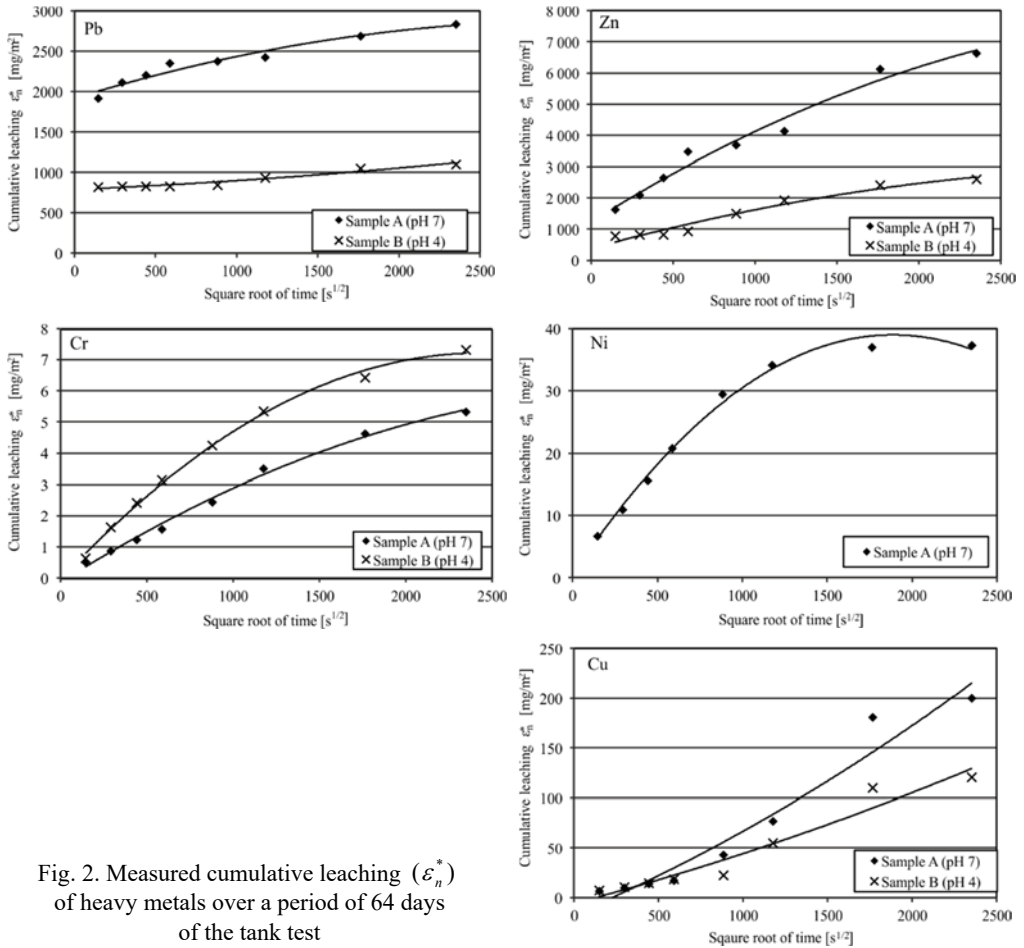 Pb
Cumulative leaching ε*n [mg/m²]
3000
2500
2000
1500
1000
500
0
0 500 1000 1500 2000 2500
Square root of time [s1/2]
Sample A (pH 7)
Sample B (pH 4)
Zn
Cumulative leaching ε*n [mg/m²]
8 000
7 000
6 000
5 000
4 000
3 000
2 000
1 000
0
0 500 1000 1500 2000 2500
Square root of time [s1/2]
Sample A (pH 7)
Sample B (pH 4)
Cr
Cumulative leaching ε*n [mg/m²]
8
7
6
5
4
3
2
1
0
0 500 1000 1500 2000 2500
Square root of time [s1/2]
Sample A (pH 7)
Sample B (pH 4)
Ni
Cumulative leaching ε*n [mg/m²]
40
30
20
10
0
0 500 1000 1500 2000 2500
Square root of time [s1/2]
Sample A (pH 7)
Cu
Cumulative leaching ε*n [mg/m²]
250
200
150
100
50
0
0 500 1000 1500 2000 2500
Square root of time [s1/2]
Sample A (pH 7)
Sample B (pH 4)
Fig. 2. Measured cumulative leaching (ε*n)
of heavy metals over a period of 64 days
of the tank test